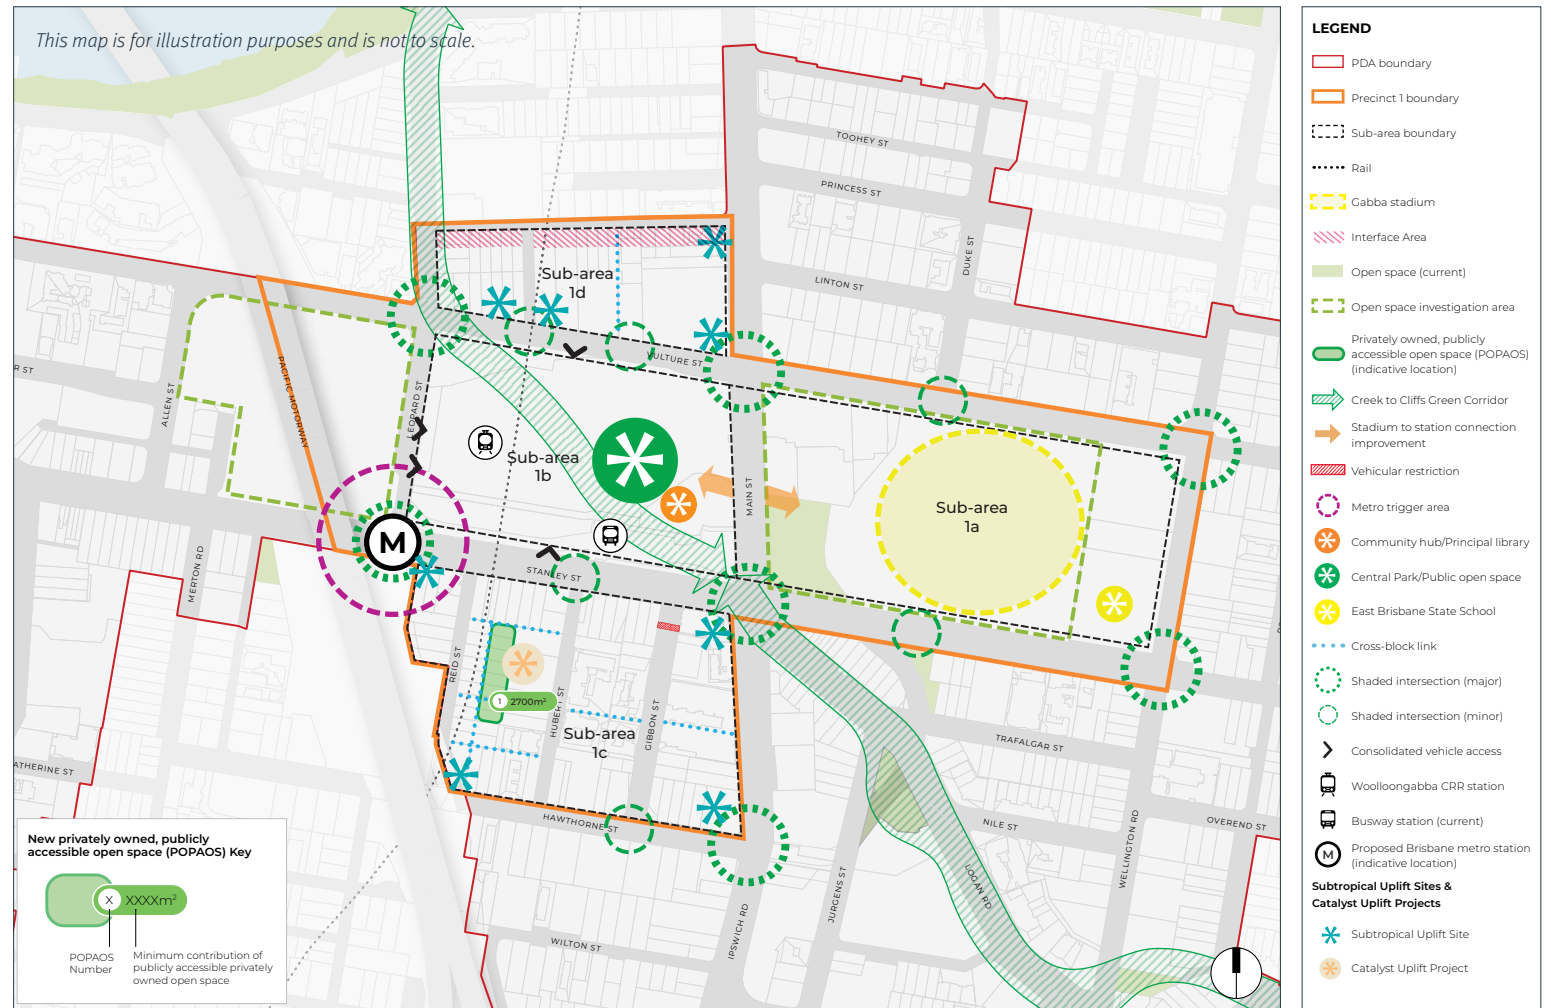 This map is for illustration purposes and is not to scale.
TOOHEY ST
PRINCESS ST
DUKE ST
LINTON ST
Sub-area
1d
VULTURE ST
R ST
ALLEN ST
PACIFIC MOTORWAY
LEOPARD ST
Sub-area
1b
MAIN ST
Sub-area
1a
M
MERTON RD
STANLEY ST
REID ST
1 2700m²
HUBERT ST
GIBBON ST
Sub-area
1c
TRAFALGAR ST
ATHERINE ST
HAWTHORNE ST
NILE ST
OVEREND ST
WELLINGTON RD
LOGAN RD
JURGENS ST
IPSWICH RD
WILTON ST
New privately owned, publicly
accessible open space (POPAOS) Key
X XXXXm²
POPAOS
Number
Minimum contribution of
publicly accessible privately
owned open space
LEGEND
PDA boundary
Precinct 1 boundary
Sub-area boundary
Rail
Gabba stadium
Interface Area
Open space (current)
Open space investigation area
Privately owned, publicly
accessible open space (POPAOS)
(indicative location)
Creek to Cliffs Green Corridor
Stadium to station connection
improvement
Vehicular restriction
Metro trigger area
Community hub/Principal library
Central Park/Public open space
East Brisbane State School
Cross-block link
Shaded intersection (major)
Shaded intersection (minor)
Consolidated vehicle access
Woolloongabba CRR station
Busway station (current)
M
Proposed Brisbane metro station
(indicative location)
Subtropical Uplift Sites &
Catalyst Uplift Projects
Subtropical Uplift Site
Catalyst Uplift Project